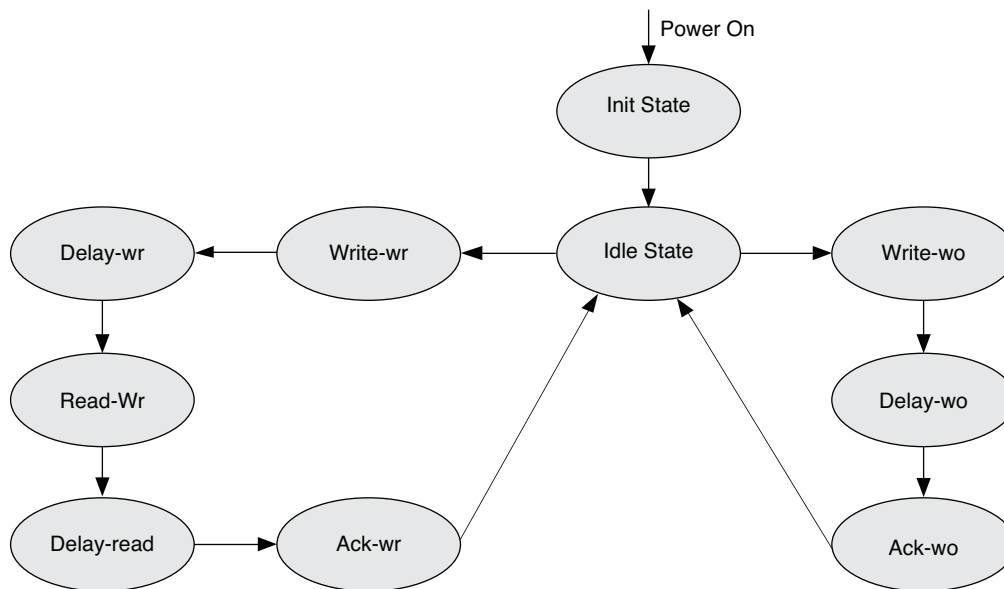 Power On
Init State
Delay-wr
Write-wr
Idle State
Write-wo
Read-Wr
Delay-wo
Delay-read
Ack-wr
Ack-wo